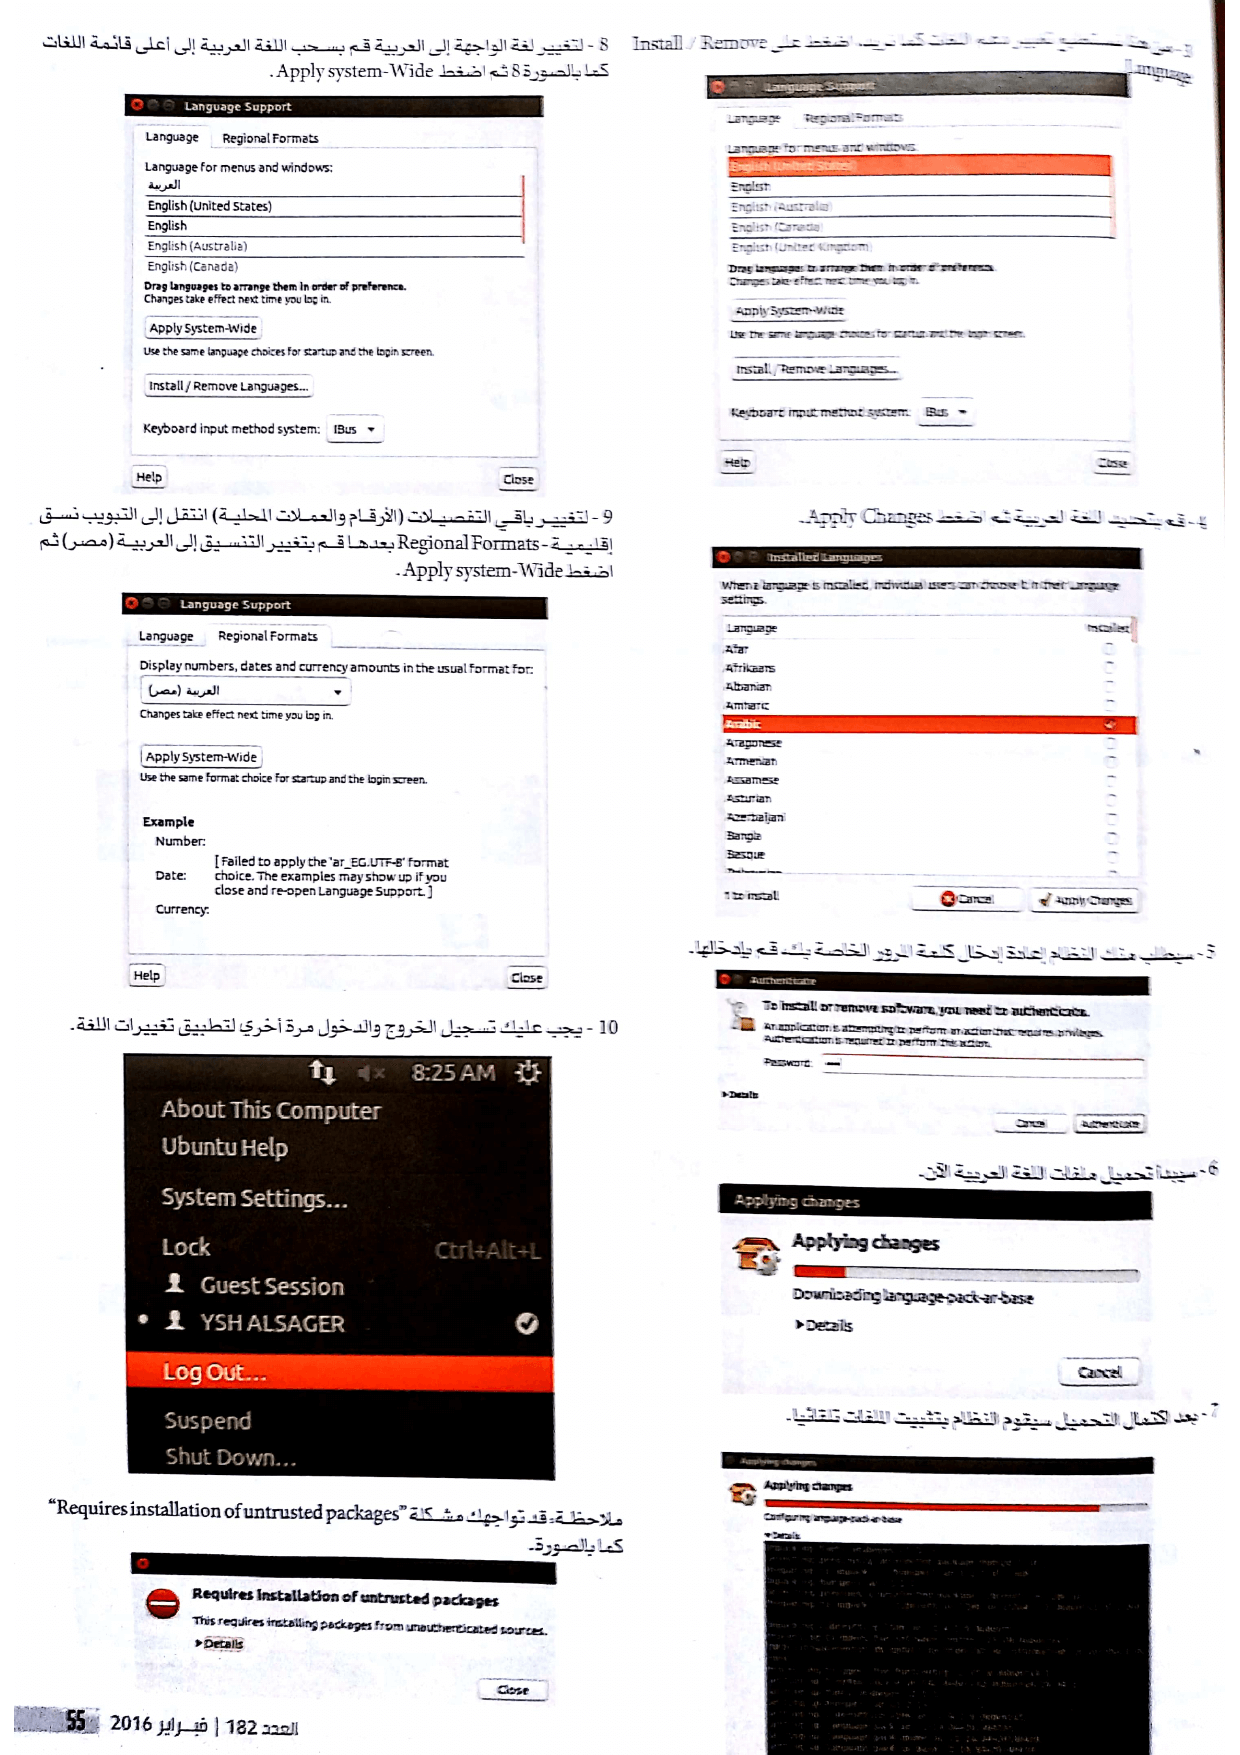 3 - من هنا تستطيع تغيير هذه اللغات كما تريد، اضغط على Install / Remove
Language
Language Support
Language
Regional Formats
Language for menus and windows:
English (United States)
English
English (Australia)
English (Canada)
English (United Kingdom)
Drag languages to arrange them in order of preference.
Changes take effect next time you log in.
Apply System-Wide
Use the same language choices for startup and the login screen.
Install / Remove Languages...
Keyboard input method system: IBus
Help
Close
4 - قم بتحديد اللغة العربية ثم اضغط Apply Changes.
Installed Languages
When a language is installed, individual users can choose it in their Language
settings.
Language
Installed
Afar
Afrikaans
Albanian
Amharic
Arabic
Aragonese
Armenian
Assamese
Asturian
Azerbaijani
Bangla
Basque
1 to install
Cancel
Apply Changes
5 - سيطلب منك النظام إعادة إدخال كلمة المرور الخاصة بك، قم بإدخالها.
Authenticate
To install or remove software, you need to authenticate.
An application is attempting to perform an action that requires privileges.
Authentication is required to perform this action.
Password:
Details
Cancel
Authenticate
6 - سيبدأ تحميل ملفات اللغة العربية الآن.
Applying changes
Applying changes
Downloading language-pack-ar-base
Details
Cancel
7 - بعد اكتمال التحميل سيقوم النظام بتثبيت الملفات تلقائيا.
Applying changes
Applying changes
Configuring language-pack-ar-base
Details
8 - لتغيير لغة الواجهة إلى العربية قم بسحب اللغة العربية إلى أعلى قائمة اللغات
كما بالصورة 8 ثم اضغط Apply system-Wide.
Language Support
Language
Regional Formats
Language for menus and windows:
العربية
English (United States)
English
English (Australia)
English (Canada)
Drag languages to arrange them in order of preference.
Changes take effect next time you log in.
Apply System-Wide
Use the same language choices for startup and the login screen.
Install / Remove Languages...
Keyboard input method system: IBus
Help
Close
9 - لتغيير باقي التفصيلات (الأرقام والعملات المحلية) انتقل إلى التبويب نسق
إقليمية - Regional Formats بعدها قم بتغيير التنسيق إلى العربية (مصر) ثم
اضغط Apply system-Wide.
Language Support
Language
Regional Formats
Display numbers, dates and currency amounts in the usual format for:
العربية (مصر)
Changes take effect next time you log in.
Apply System-Wide
Use the same format choice for startup and the login screen.
Example
Number:
[ Failed to apply the 'ar_EG.UTF-8' format
Date: choice. The examples may show up if you
close and re-open Language Support. ]
Currency:
Help
Close
10 - يجب عليك تسجيل الخروج والدخول مرة أخري لتطبيق تغييرات اللغة.
8:25 AM
About This Computer
Ubuntu Help
System Settings...
Lock Ctrl+Alt+L
Guest Session
YSH ALSAGER
Log Out...
Suspend
Shut Down...
ملاحظة: قد تواجهك مشكلة "Requires installation of untrusted packages"
كما بالصورة.
Requires installation of untrusted packages
This requires installing packages from unauthenticated sources.
Details
Close
العدد 182 | فبراير 2016 55